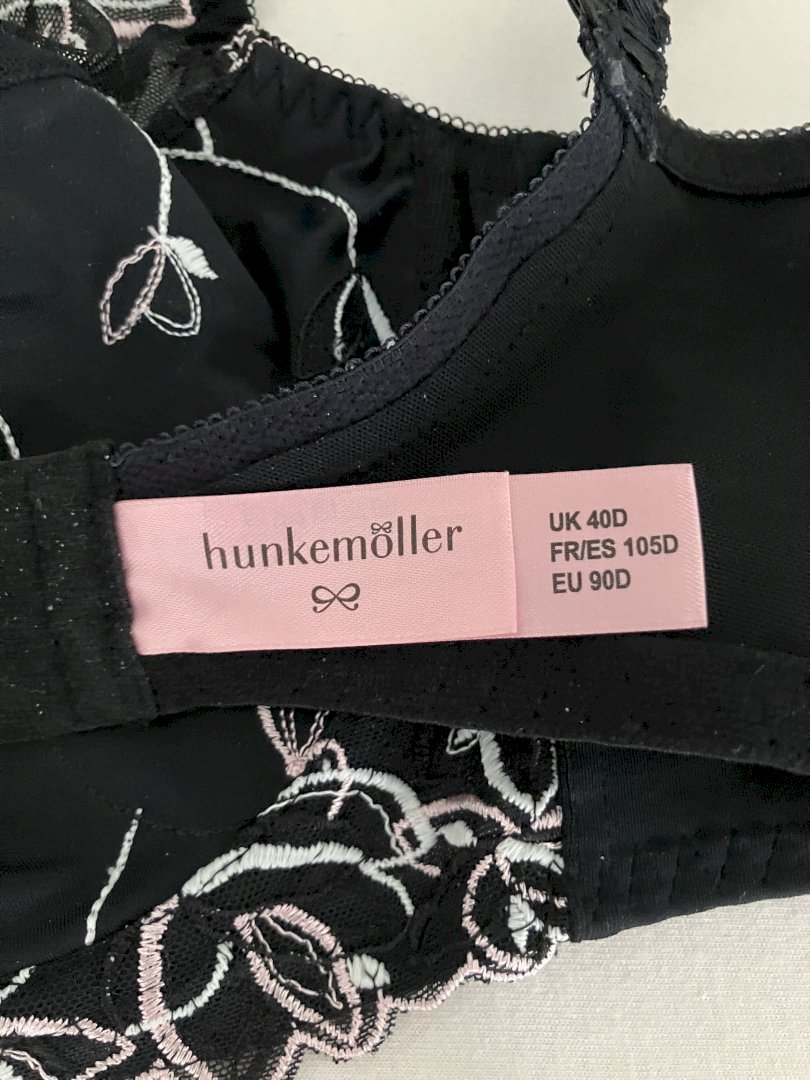 hunkemöller
UK 40D
FR/ES 105D
EU 90D